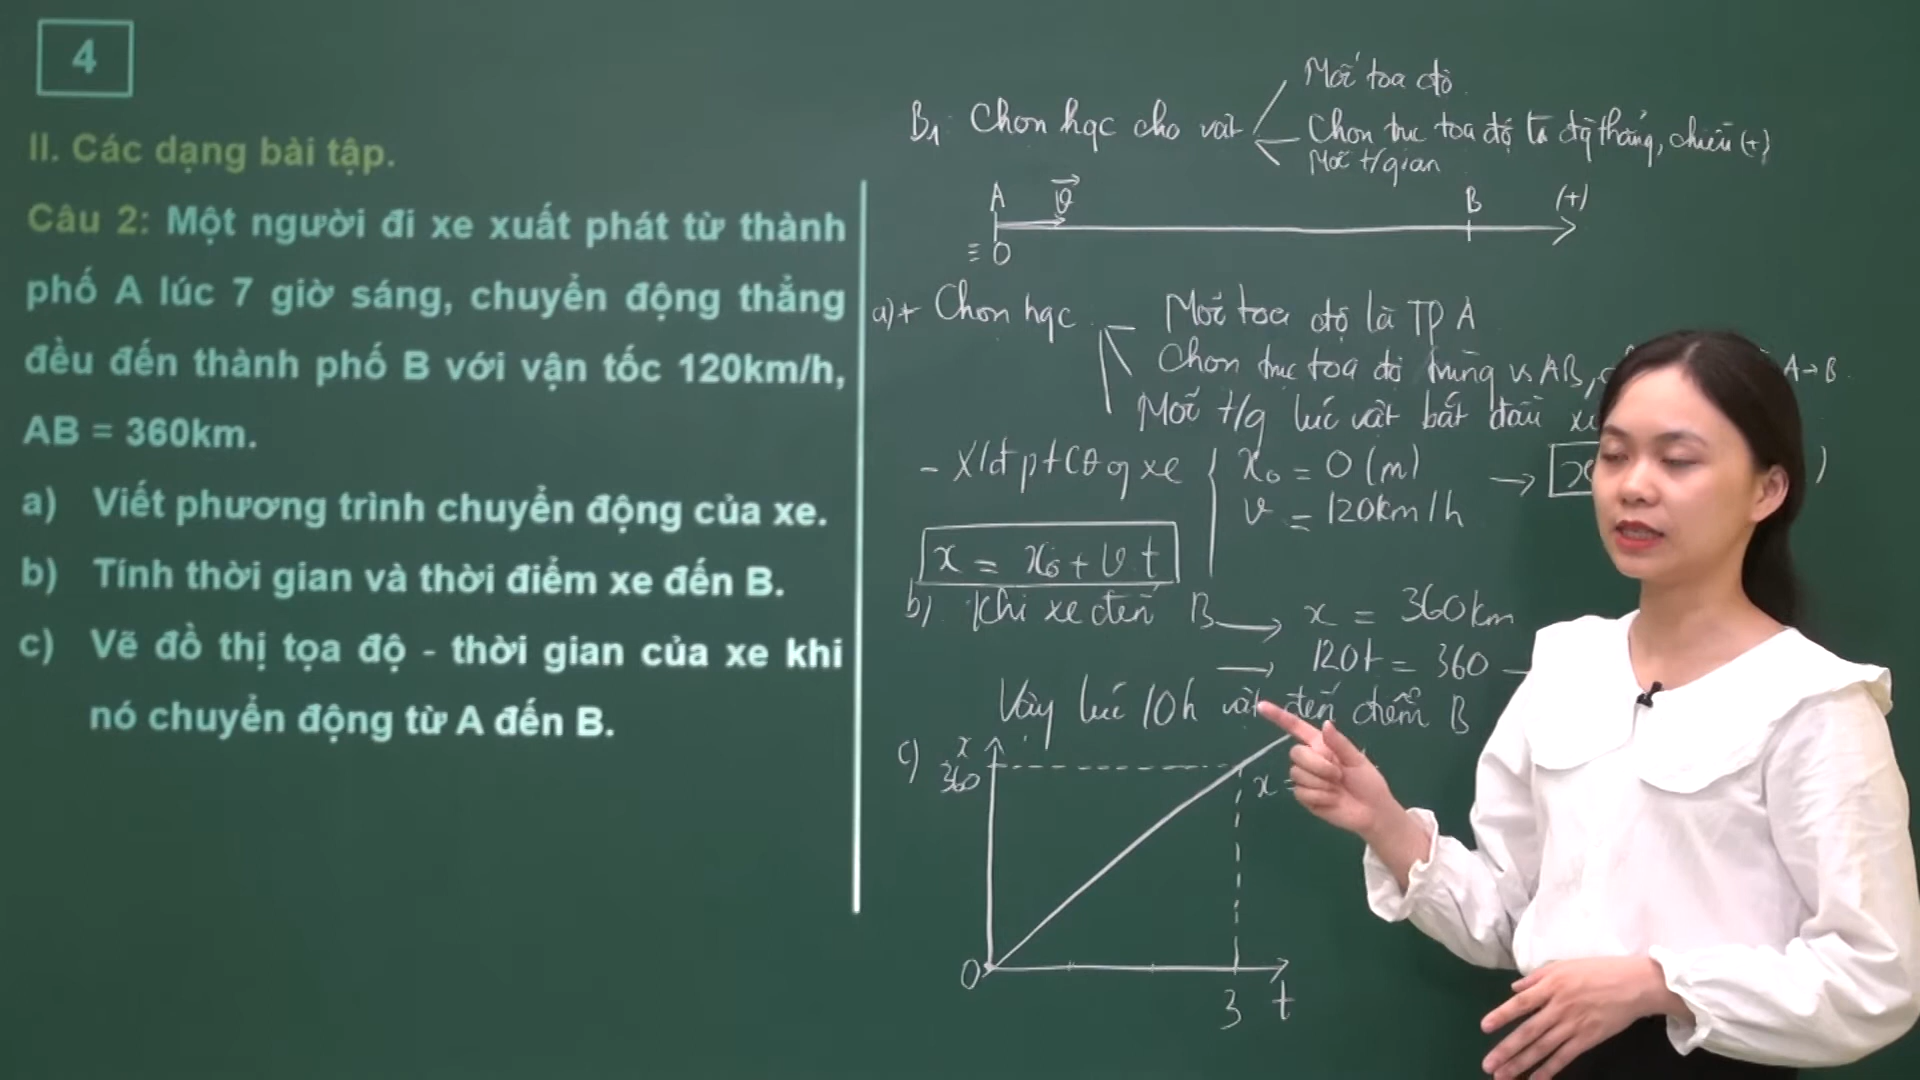 4
II. Các dạng bài tập.
Câu 2: Một người đi xe xuất phát từ thành
phố A lúc 7 giờ sáng, chuyển động thẳng
đều đến thành phố B với vận tốc 120km/h,
AB = 360km.
a) Viết phương trình chuyển động của xe.
b) Tính thời gian và thời điểm xe đến B.
c) Vẽ đồ thị tọa độ - thời gian của xe khi
nó chuyển động từ A đến B.
B1: Chọn hqc cho vật
Mốc toạ độ
Chọn trục toạ độ là đg thẳng, chiều (+)
Mốc t/gian
A v B (+)
≡ O
a) + Chọn hqc
Mốc toạ độ là TP A
Chọn trục toạ độ trùng vs AB, A→B
Mốc t/g lúc vật bắt đầu
- X/đ ptcđ of xe
x₀ = 0 (m)
v = 120km/h
→ x )
x = x₀ + v.t
b) Khi xe đến B → x = 360km
→ 120t = 360
Vậy lúc 10h vật đến điểm B
c) x
360
x =
O 3 t